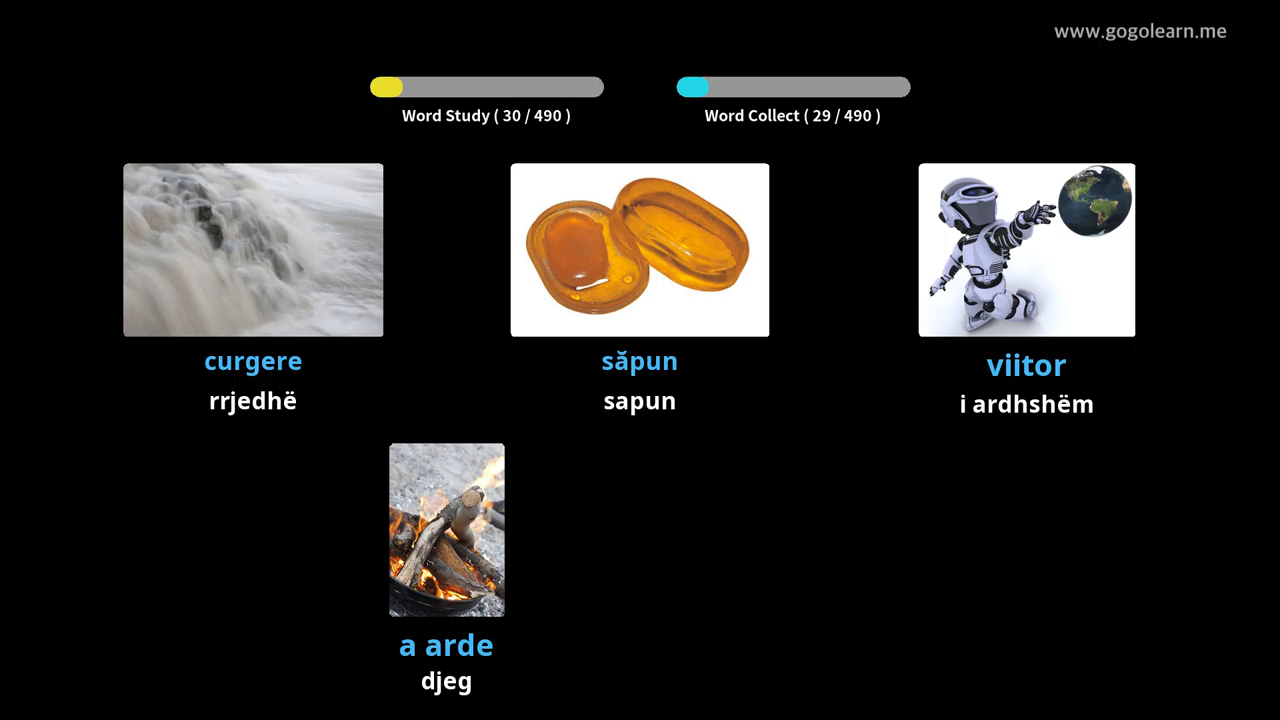 www.gogolearn.me
Word Study ( 30 / 490 )
Word Collect ( 29 / 490 )
curgere
rrjedhë
săpun
sapun
viitor
i ardhshëm
a arde
djeg